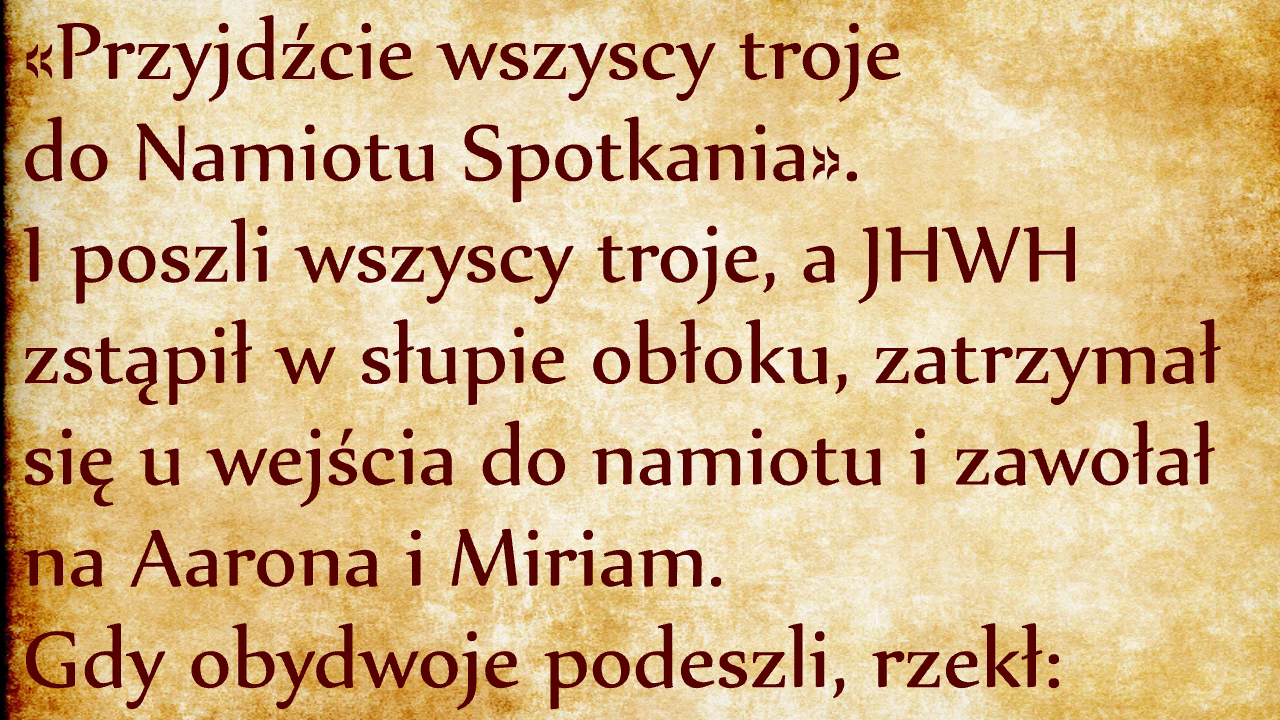 «Przyjdźcie wszyscy troje
do Namiotu Spotkania».
I poszli wszyscy troje, a JHWH
zstąpił w słupie obłoku, zatrzymał
się u wejścia do namiotu i zawołał
na Aarona i Miriam.
Gdy obydwoje podeszli, rzekł: